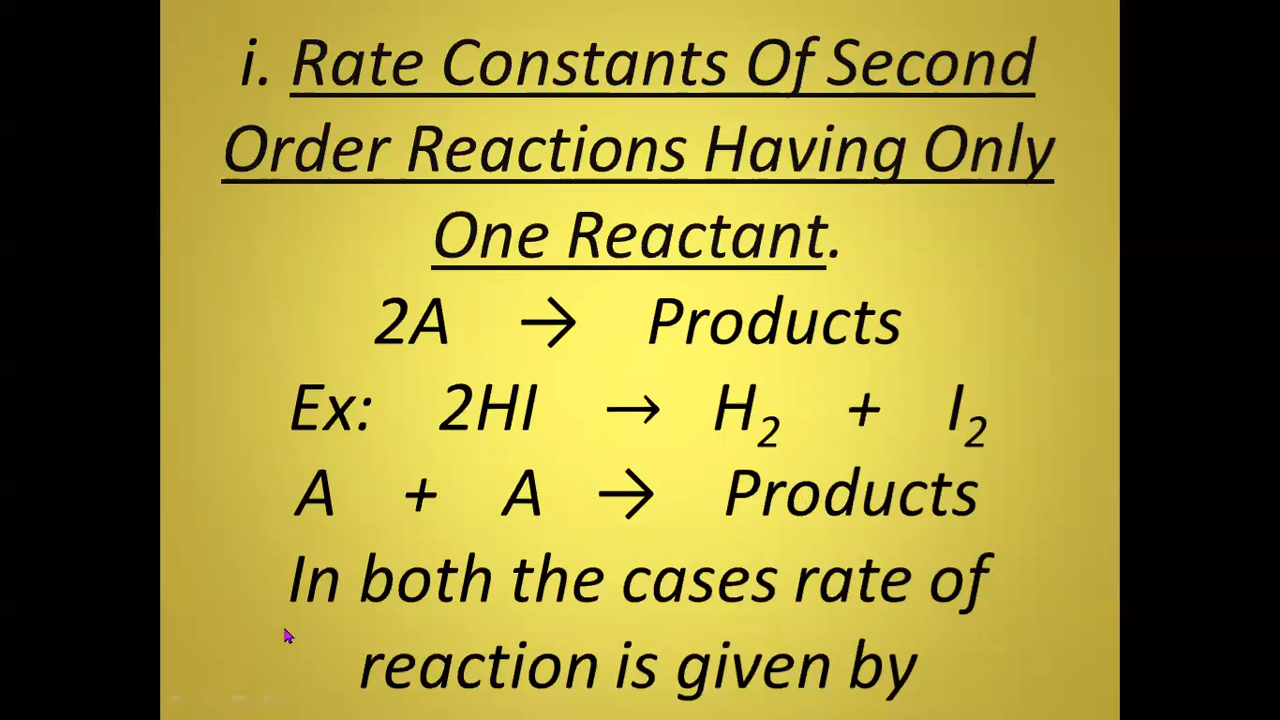 i. Rate Constants Of Second
Order Reactions Having Only
One Reactant.
2A → Products
Ex: 2HI → H₂ + I₂
A + A → Products
In both the cases rate of
reaction is given by